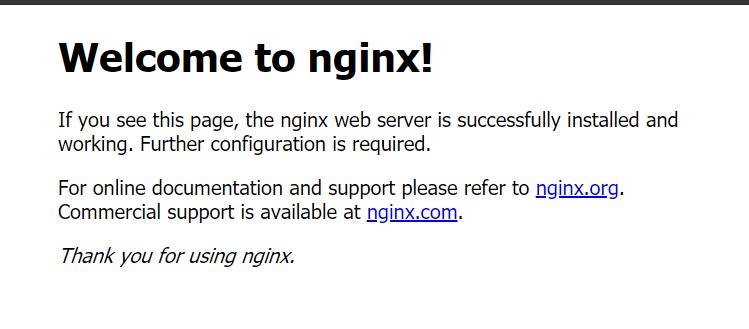 Welcome to nginx!
If you see this page, the nginx web server is successfully installed and
working. Further configuration is required.
For online documentation and support please refer to nginx.org.
Commercial support is available at nginx.com.
Thank you for using nginx.